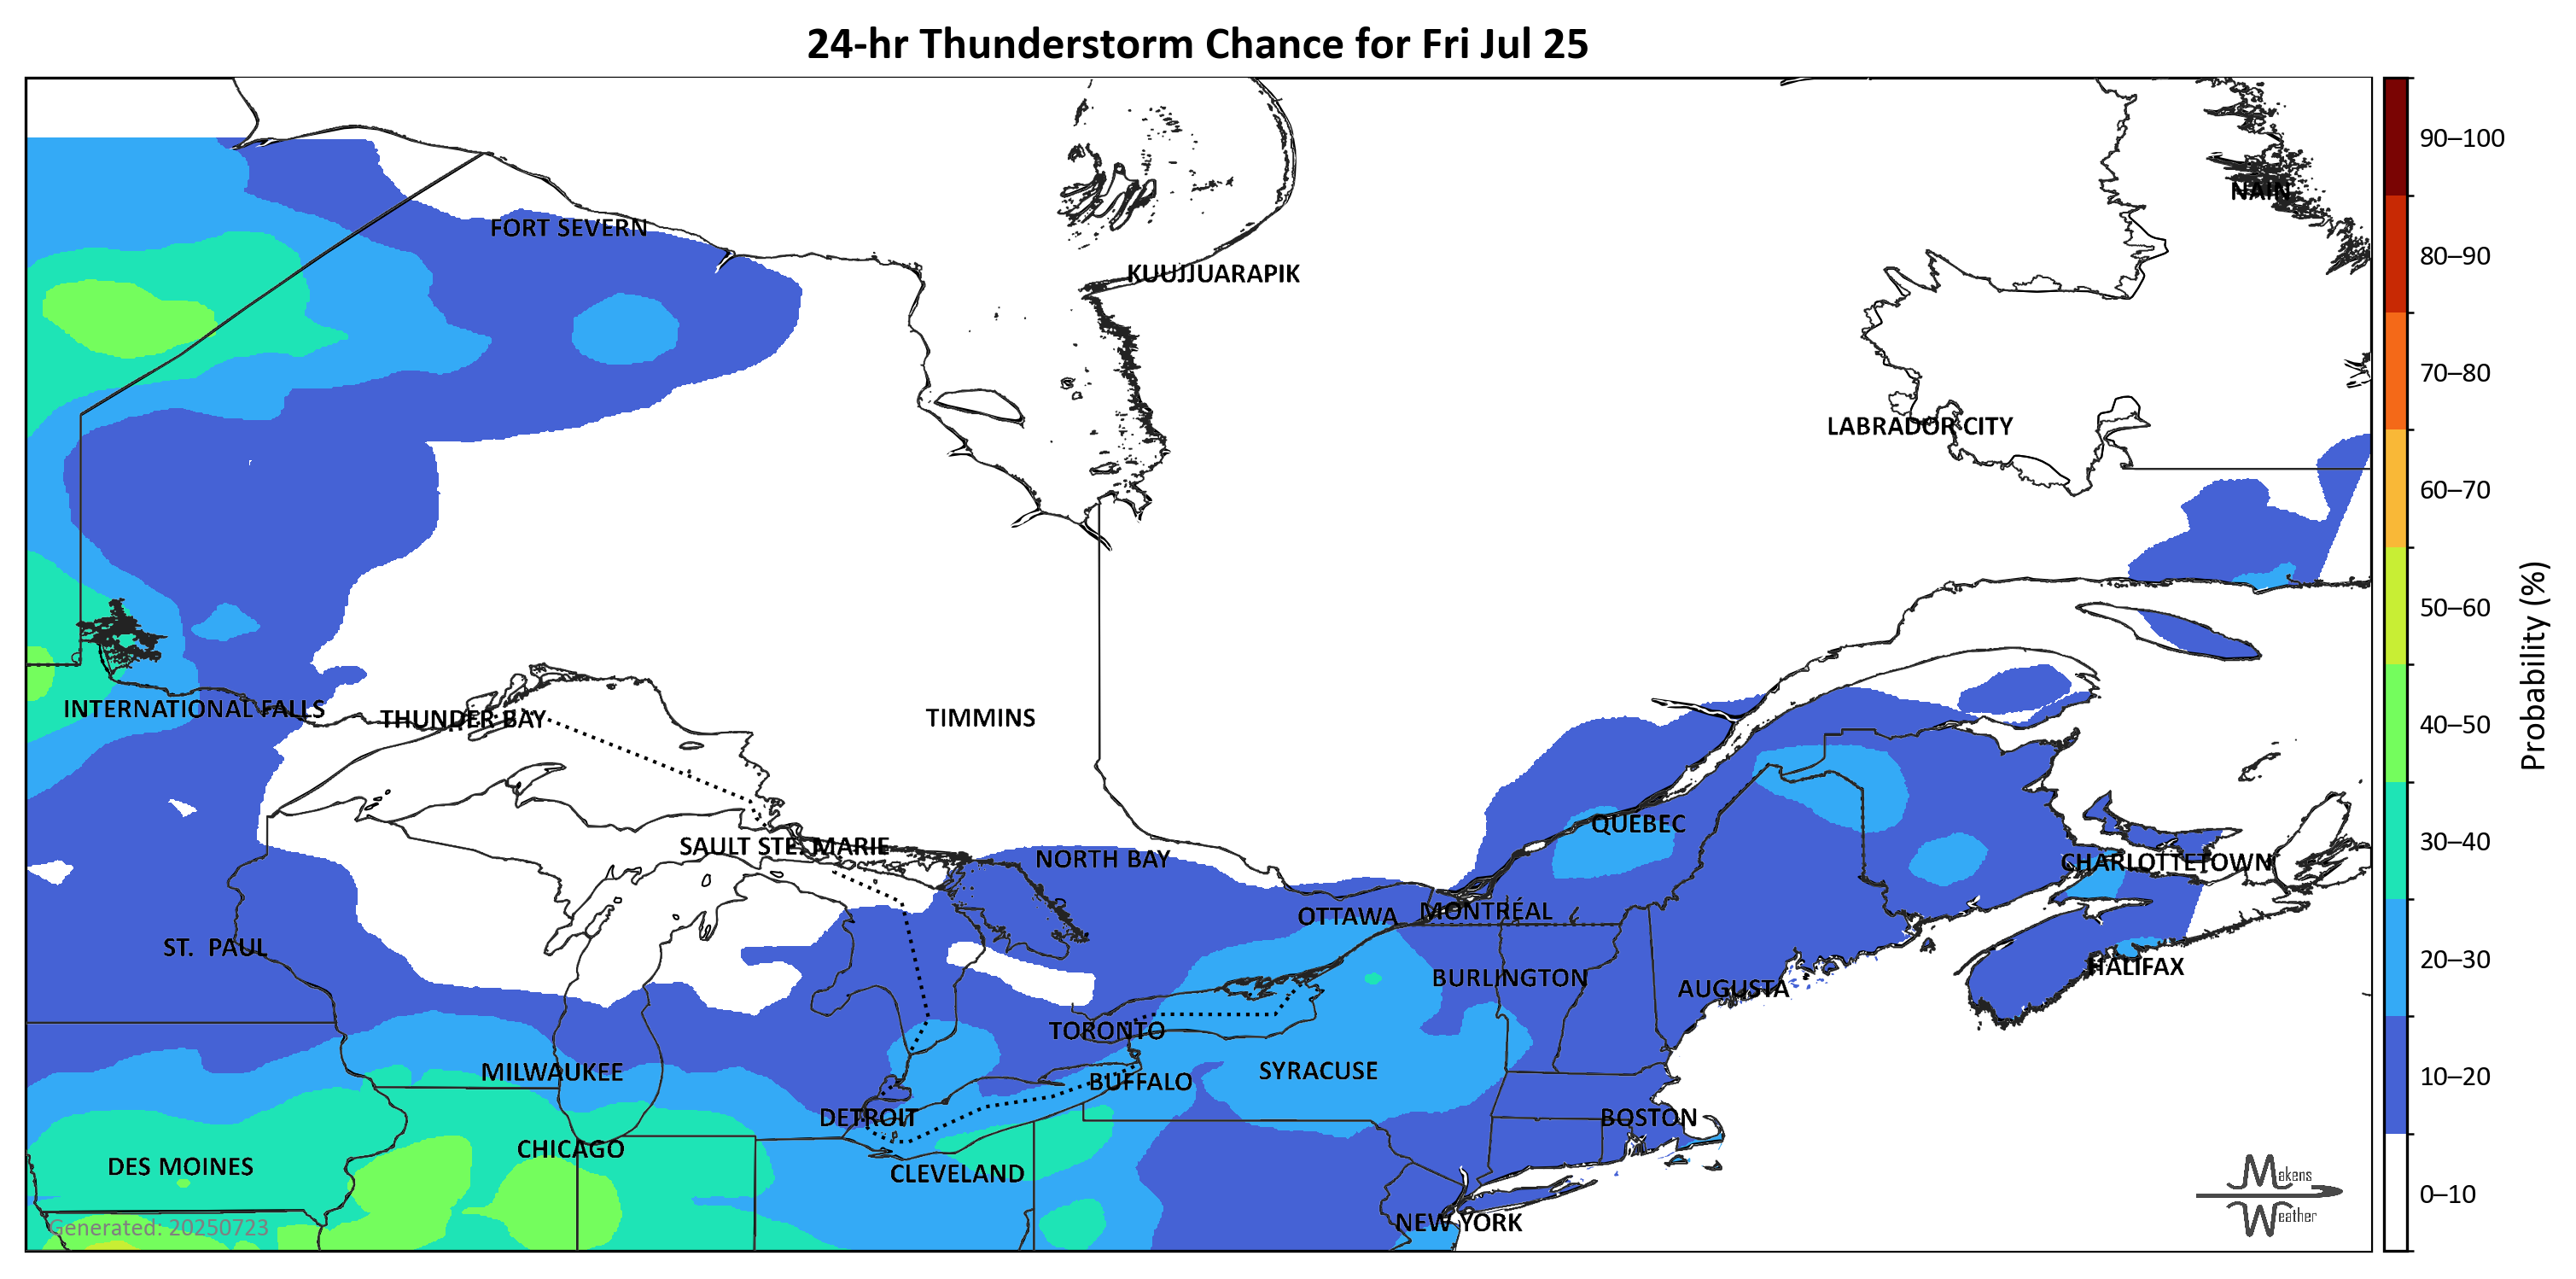 24-hr Thunderstorm Chance for Fri Jul 25
90–100
NAIN
FORT SEVERN
80–90
KUUJJUARAPIK
70–80
LABRADOR CITY
60–70
50–60
Probability (%)
INTERNATIONAL FALLS
THUNDER BAY
TIMMINS
40–50
QUEBEC
SAULT STE. MARIE
NORTH BAY
30–40
CHARLOTTETOWN
OTTAWA
MONTRÉAL
ST. PAUL
20–30
HALIFAX
BURLINGTON
AUGUSTA
TORONTO
MILWAUKEE
SYRACUSE
BUFFALO
10–20
DETROIT
BOSTON
CHICAGO
DES MOINES
CLEVELAND
Makens
Weather
0–10
NEW YORK
Generated: 20250723